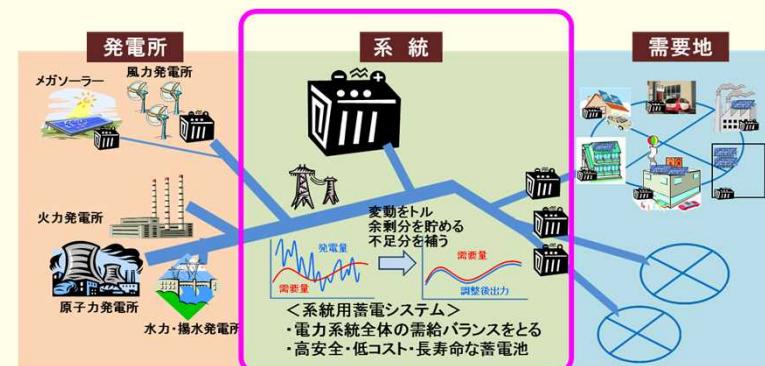 発電所
系統
需要地
メガソーラー
風力発電所
火力発電所
原子力発電所
水力・揚水発電所
変動をトル
余剰分を貯める
不足分を補う
発電量
需要量
需要量
調整後出力
＜系統用蓄電システム＞
・電力系統全体の需給バランスをとる
・高安全・低コスト・長寿命な蓄電池